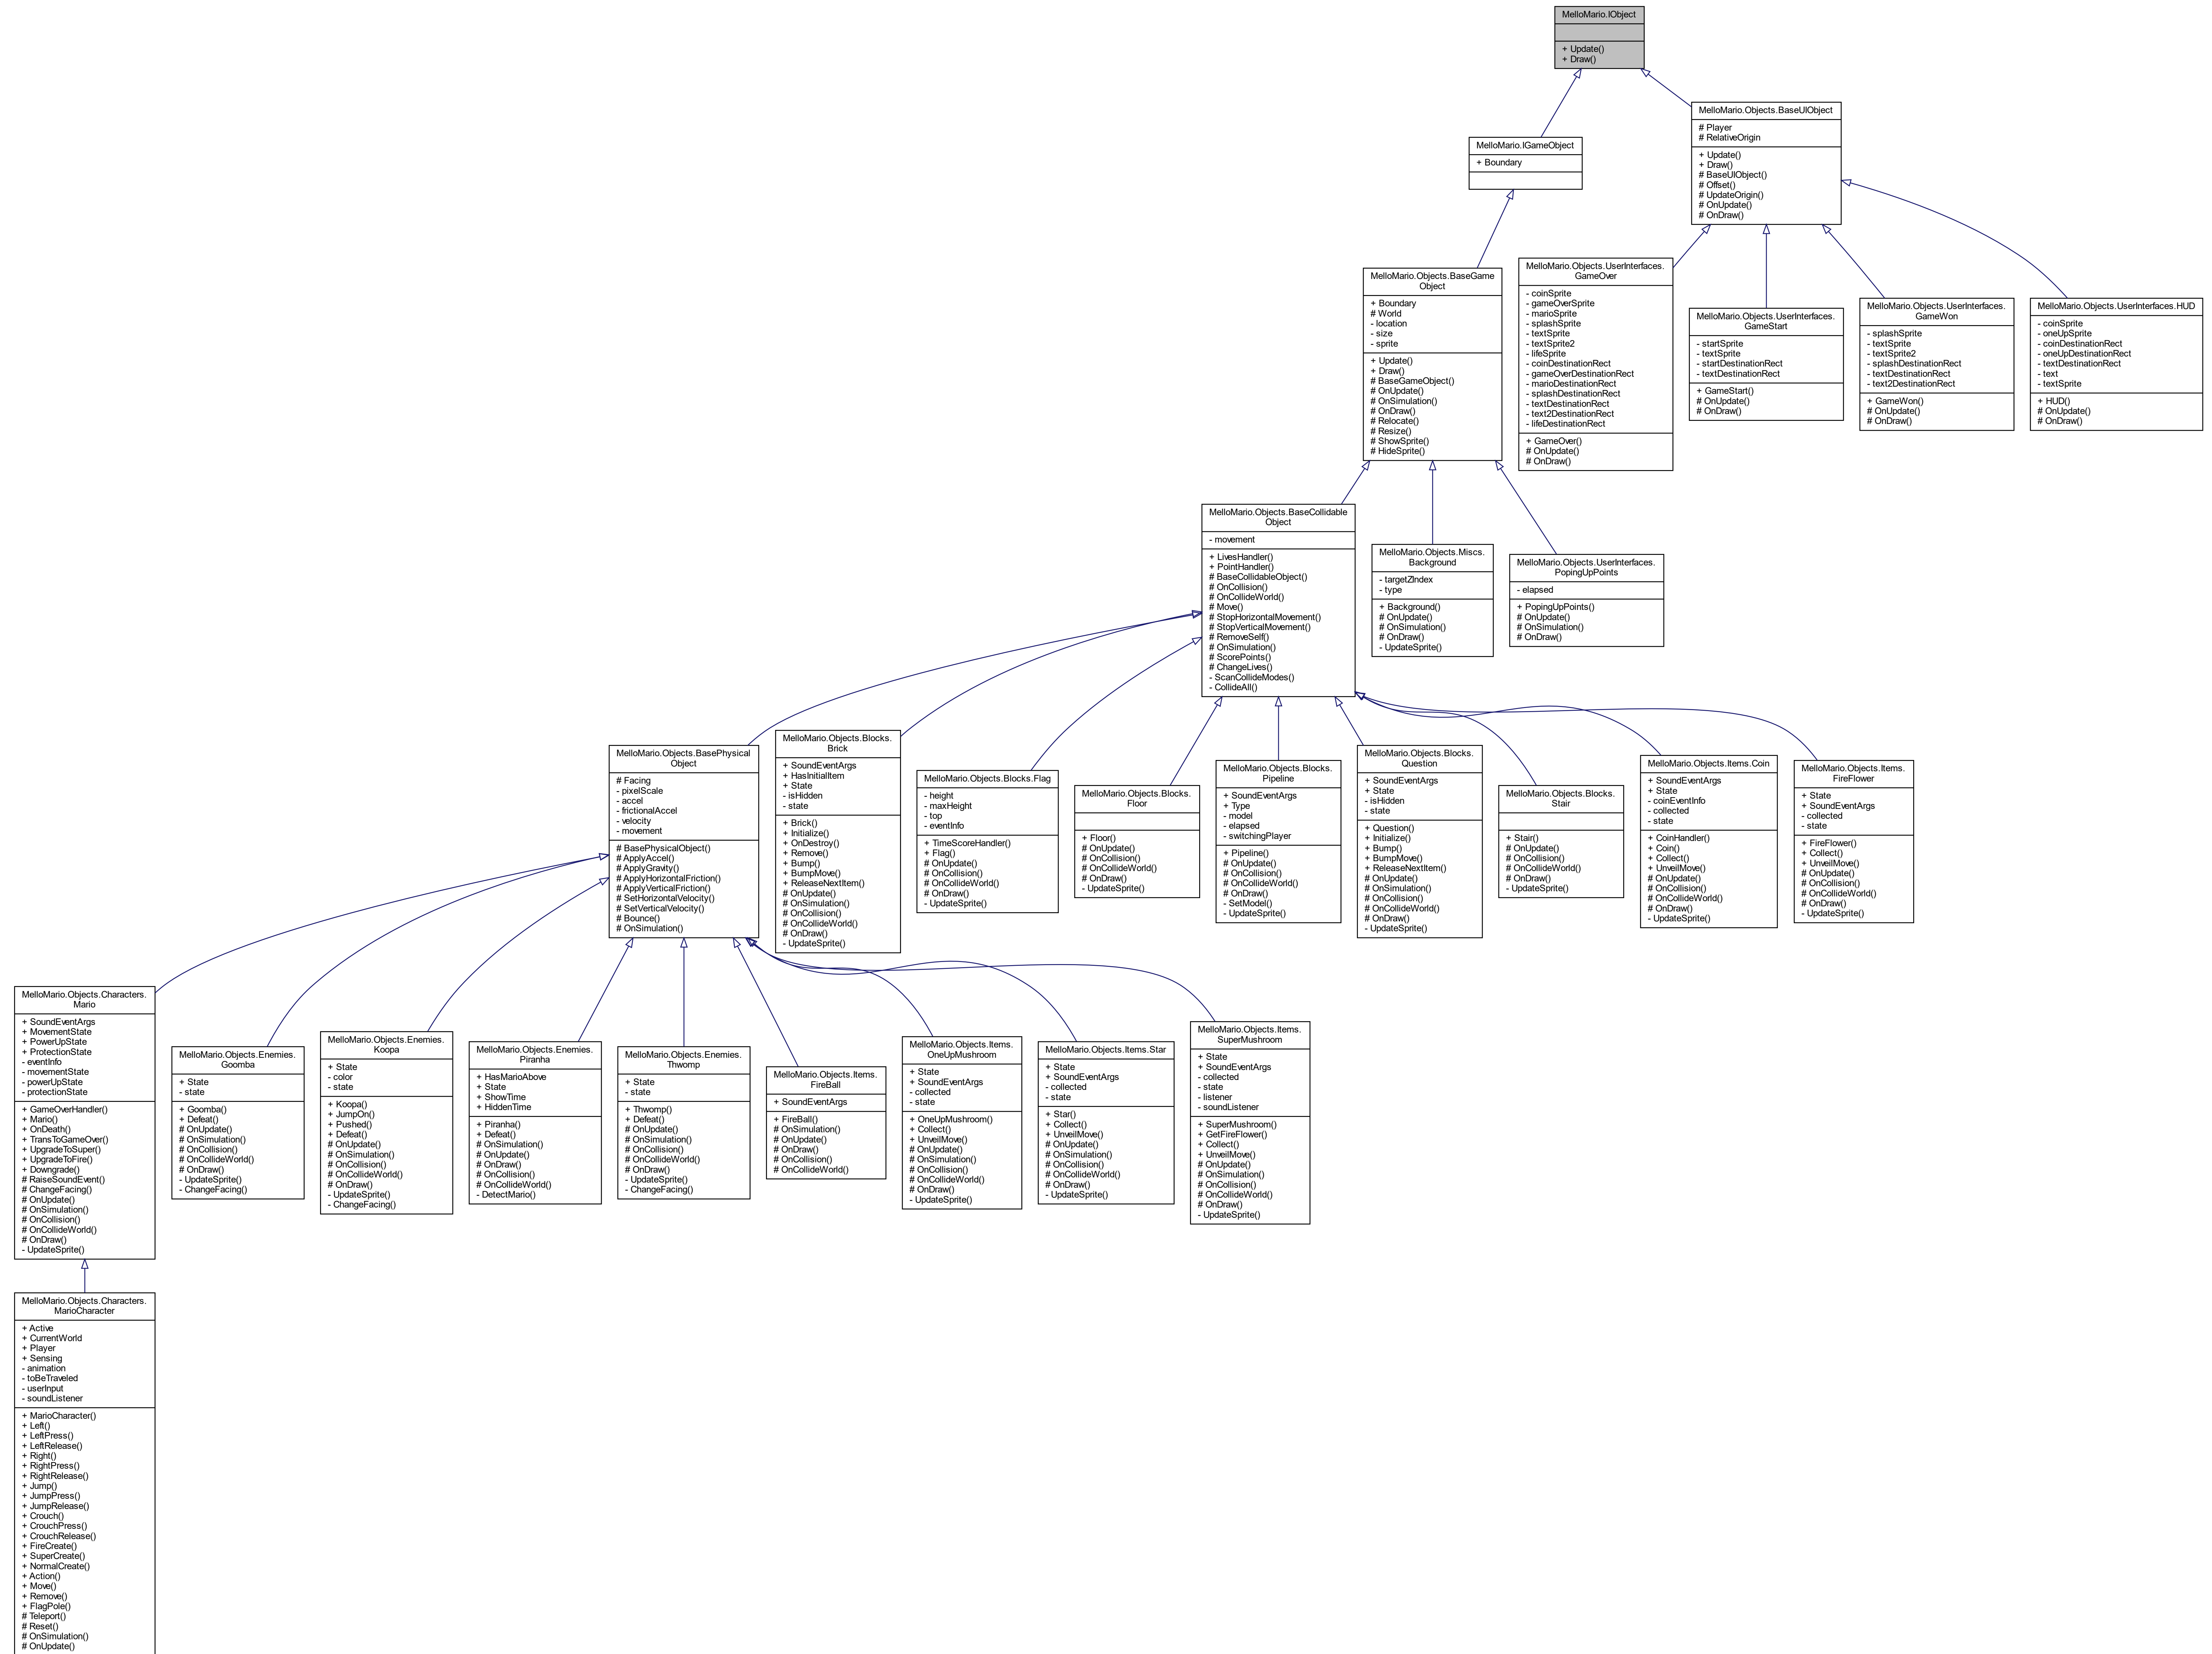 MelloMario.IObject
+ Update()
+ Draw()
MelloMario.Objects.BaseUIObject
# Player
# RelativeOrigin
+ Update()
+ Draw()
# BaseUIObject()
# Offset()
# UpdateOrigin()
# OnUpdate()
# OnDraw()
MelloMario.IGameObject
+ Boundary
MelloMario.Objects.BaseGame
Object
+ Boundary
# World
- location
- size
- sprite
+ Update()
+ Draw()
# BaseGameObject()
# OnUpdate()
# OnSimulation()
# OnDraw()
# Relocate()
# Resize()
# ShowSprite()
# HideSprite()
MelloMario.Objects.UserInterfaces.
GameOver
- coinSprite
- gameOverSprite
- marioSprite
- splashSprite
- textSprite
- textSprite2
- lifeSprite
- coinDestinationRect
- gameOverDestinationRect
- marioDestinationRect
- splashDestinationRect
- textDestinationRect
- text2DestinationRect
- lifeDestinationRect
+ GameOver()
# OnUpdate()
# OnDraw()
MelloMario.Objects.UserInterfaces.
GameStart
- startSprite
- textSprite
- startDestinationRect
- textDestinationRect
+ GameStart()
# OnUpdate()
# OnDraw()
MelloMario.Objects.UserInterfaces.
GameWon
- splashSprite
- textSprite
- textSprite2
- splashDestinationRect
- textDestinationRect
- text2DestinationRect
+ GameWon()
# OnUpdate()
# OnDraw()
MelloMario.Objects.UserInterfaces.HUD
- coinSprite
- oneUpSprite
- coinDestinationRect
- oneUpDestinationRect
- textDestinationRect
- text
- textSprite
+ HUD()
# OnUpdate()
# OnDraw()
MelloMario.Objects.BaseCollidable
Object
- movement
+ LivesHandler()
+ PointHandler()
# BaseCollidableObject()
# OnCollision()
# OnCollideWorld()
# Move()
# StopHorizontalMovement()
# StopVerticalMovement()
# RemoveSelf()
# OnSimulation()
# ScorePoints()
# ChangeLives()
- ScanCollideModes()
- CollideAll()
MelloMario.Objects.Miscs.
Background
- targetZIndex
- type
+ Background()
# OnUpdate()
# OnSimulation()
# OnDraw()
- UpdateSprite()
MelloMario.Objects.UserInterfaces.
PopingUpPoints
- elapsed
+ PopingUpPoints()
# OnUpdate()
# OnSimulation()
# OnDraw()
MelloMario.Objects.BasePhysical
Object
# Facing
- pixelScale
- accel
- frictionalAccel
- velocity
- movement
# BasePhysicalObject()
# ApplyAccel()
# ApplyGravity()
# ApplyHorizontalFriction()
# ApplyVerticalFriction()
# SetHorizontalVelocity()
# SetVerticalVelocity()
# Bounce()
# OnSimulation()
MelloMario.Objects.Blocks.
Brick
+ SoundEventArgs
+ HasInitialItem
+ State
- isHidden
- state
+ Brick()
+ Initialize()
+ OnDestroy()
+ Remove()
+ Bump()
+ BumpMove()
+ ReleaseNextItem()
# OnUpdate()
# OnSimulation()
# OnCollision()
# OnCollideWorld()
# OnDraw()
- UpdateSprite()
MelloMario.Objects.Blocks.Flag
- height
- maxHeight
- top
- eventInfo
+ TimeScoreHandler()
+ Flag()
# OnUpdate()
# OnCollision()
# OnCollideWorld()
# OnDraw()
- UpdateSprite()
MelloMario.Objects.Blocks.
Floor
+ Floor()
# OnUpdate()
# OnCollision()
# OnCollideWorld()
# OnDraw()
- UpdateSprite()
MelloMario.Objects.Blocks.
Pipeline
+ SoundEventArgs
+ Type
- model
- elapsed
- switchingPlayer
+ Pipeline()
# OnUpdate()
# OnCollision()
# OnCollideWorld()
# OnDraw()
- SetModel()
- UpdateSprite()
MelloMario.Objects.Blocks.
Question
+ SoundEventArgs
+ State
- isHidden
- state
+ Question()
+ Initialize()
+ Bump()
+ BumpMove()
+ ReleaseNextItem()
# OnUpdate()
# OnSimulation()
# OnCollision()
# OnCollideWorld()
# OnDraw()
- UpdateSprite()
MelloMario.Objects.Blocks.
Stair
+ Stair()
# OnUpdate()
# OnCollision()
# OnCollideWorld()
# OnDraw()
- UpdateSprite()
MelloMario.Objects.Items.Coin
+ SoundEventArgs
+ State
- coinEventInfo
- collected
- state
+ CoinHandler()
+ Coin()
+ Collect()
+ UnveilMove()
# OnUpdate()
# OnCollision()
# OnCollideWorld()
# OnDraw()
- UpdateSprite()
MelloMario.Objects.Items.
FireFlower
+ State
+ SoundEventArgs
- collected
- state
+ FireFlower()
+ Collect()
+ UnveilMove()
# OnUpdate()
# OnCollision()
# OnCollideWorld()
# OnDraw()
- UpdateSprite()
MelloMario.Objects.Characters.
Mario
+ SoundEventArgs
+ MovementState
+ PowerUpState
+ ProtectionState
- eventInfo
- movementState
- powerUpState
- protectionState
+ GameOverHandler()
+ Mario()
+ OnDeath()
+ TransToGameOver()
+ UpgradeToSuper()
+ UpgradeToFire()
+ Downgrade()
# RaiseSoundEvent()
# ChangeFacing()
# OnUpdate()
# OnSimulation()
# OnCollision()
# OnCollideWorld()
# OnDraw()
- UpdateSprite()
MelloMario.Objects.Enemies.
Goomba
+ State
- state
+ Goomba()
+ Defeat()
# OnUpdate()
# OnSimulation()
# OnCollision()
# OnCollideWorld()
# OnDraw()
- UpdateSprite()
- ChangeFacing()
MelloMario.Objects.Enemies.
Koopa
+ State
- color
- state
+ Koopa()
+ JumpOn()
+ Pushed()
+ Defeat()
# OnUpdate()
# OnSimulation()
# OnCollision()
# OnCollideWorld()
# OnDraw()
- UpdateSprite()
- ChangeFacing()
MelloMario.Objects.Enemies.
Piranha
+ HasMarioAbove
+ State
+ ShowTime
+ HiddenTime
+ Piranha()
+ Defeat()
# OnSimulation()
# OnUpdate()
# OnDraw()
# OnCollision()
# OnCollideWorld()
- DetectMario()
MelloMario.Objects.Enemies.
Thwomp
+ State
- state
+ Thwomp()
+ Defeat()
# OnUpdate()
# OnSimulation()
# OnCollision()
# OnCollideWorld()
# OnDraw()
- UpdateSprite()
- ChangeFacing()
MelloMario.Objects.Items.
FireBall
+ SoundEventArgs
+ FireBall()
# OnSimulation()
# OnUpdate()
# OnDraw()
# OnCollision()
# OnCollideWorld()
MelloMario.Objects.Items.
OneUpMushroom
+ State
+ SoundEventArgs
- collected
- state
+ OneUpMushroom()
+ Collect()
+ UnveilMove()
# OnUpdate()
# OnSimulation()
# OnCollision()
# OnCollideWorld()
# OnDraw()
- UpdateSprite()
MelloMario.Objects.Items.Star
+ State
+ SoundEventArgs
- collected
- state
+ Star()
+ Collect()
+ UnveilMove()
# OnUpdate()
# OnSimulation()
# OnCollision()
# OnCollideWorld()
# OnDraw()
- UpdateSprite()
MelloMario.Objects.Items.
SuperMushroom
+ State
+ SoundEventArgs
- collected
- state
- listener
- soundListener
+ SuperMushroom()
+ GetFireFlower()
+ Collect()
+ UnveilMove()
# OnUpdate()
# OnSimulation()
# OnCollision()
# OnCollideWorld()
# OnDraw()
- UpdateSprite()
MelloMario.Objects.Characters.
MarioCharacter
+ Active
+ CurrentWorld
+ Player
+ Sensing
- animation
- toBeTraveled
- userInput
- soundListener
+ MarioCharacter()
+ Left()
+ LeftPress()
+ LeftRelease()
+ Right()
+ RightPress()
+ RightRelease()
+ Jump()
+ JumpPress()
+ JumpRelease()
+ Crouch()
+ CrouchPress()
+ CrouchRelease()
+ FireCreate()
+ SuperCreate()
+ NormalCreate()
+ Action()
+ Move()
+ Remove()
+ FlagPole()
# Teleport()
# Reset()
# OnSimulation()
# OnUpdate()